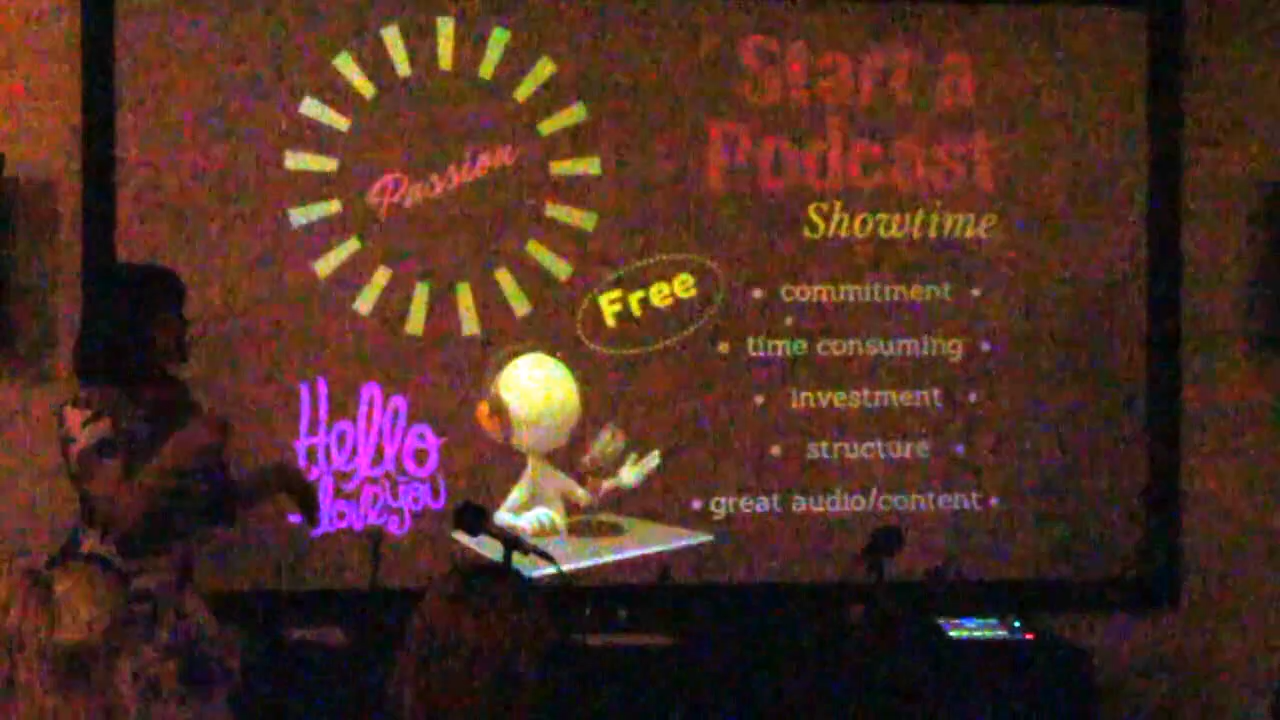 Start a
Podcast
Showtime
Passion
Free
• commitment •
• time consuming •
• investment •
• structure •
• great audio/content •
Hello
- love you